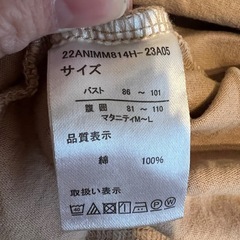 22ANIMM814H-23A05
サイズ
バスト 86 ～ 101
腹囲 81 ～ 110
マタニティM～L
品質表示
綿 100%
取扱い表示
40